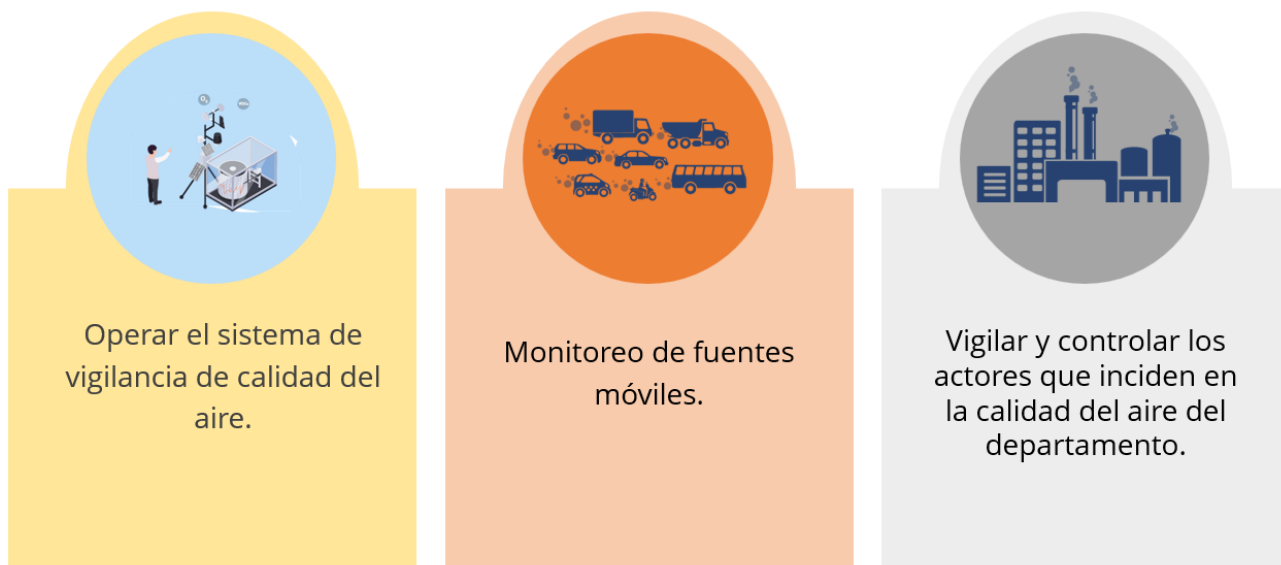 Operar el sistema de
vigilancia de calidad del
aire.
Monitoreo de fuentes
móviles.
Vigilar y controlar los
actores que inciden en
la calidad del aire del
departamento.